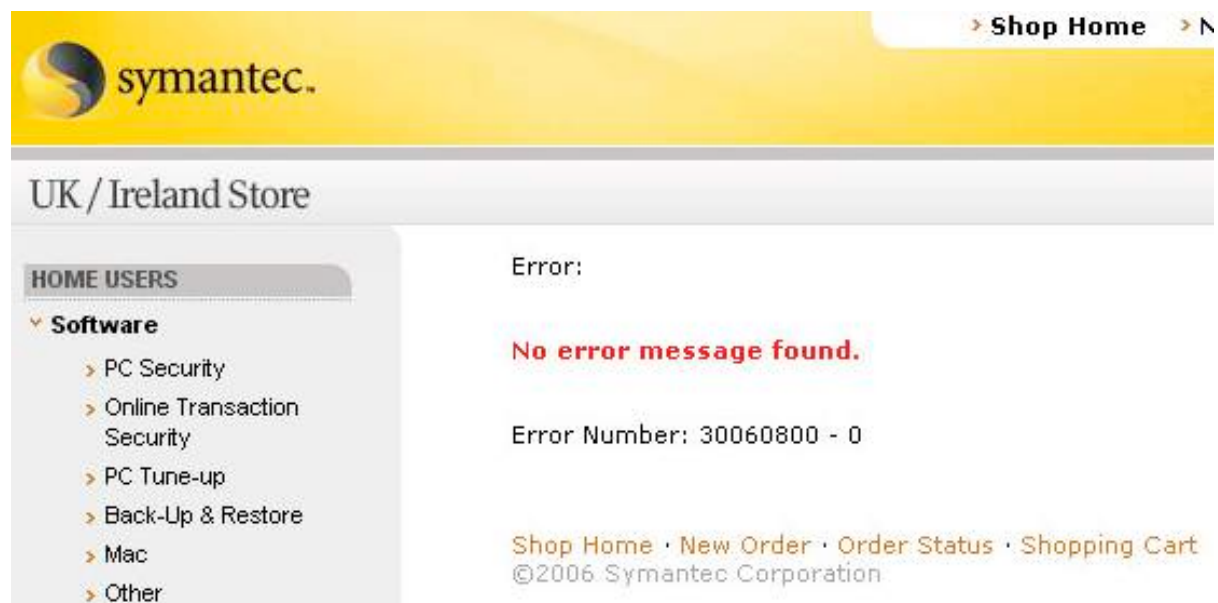 Shop Home
symantec.
UK / Ireland Store
HOME USERS
Software
PC Security
Online Transaction
Security
PC Tune-up
Back-Up & Restore
Mac
Other
Error:
No error message found.
Error Number: 30060800 - 0
Shop Home · New Order · Order Status · Shopping Cart
©2006 Symantec Corporation